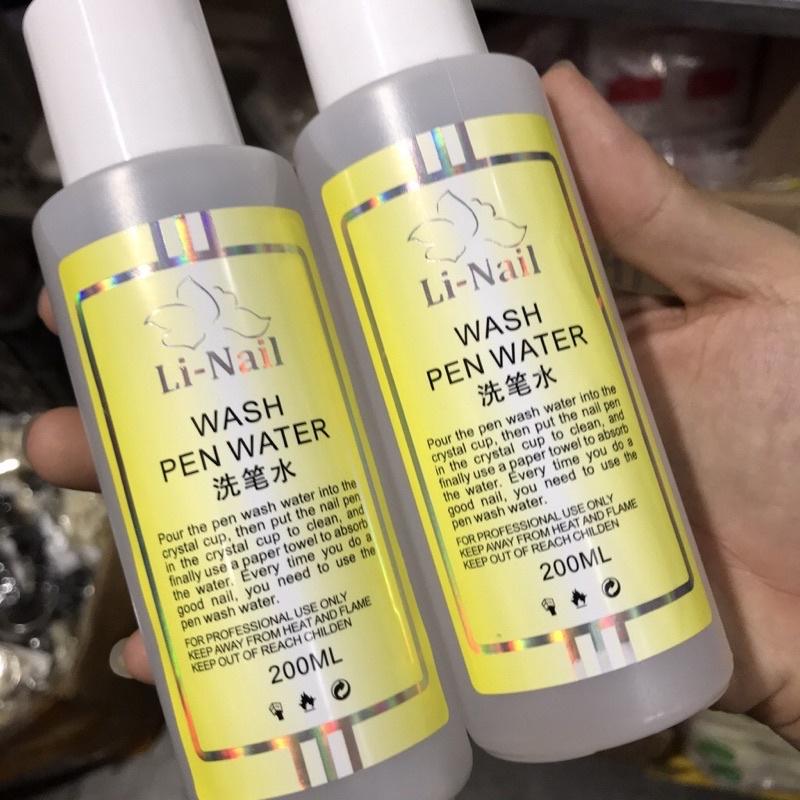 Li-Nail
WASH
PEN WATER
洗笔水
Pour the pen wash water into the
crystal cup, then put the nail pen
in the crystal cup to clean, and
finally use a paper towel to absorb
the water. Every time you do a
good nail, you need to use the
pen wash water.
FOR PROFESSIONAL USE ONLY
KEEP AWAY FROM HEAT AND FLAME
KEEP OUT OF REACH CHILDEN
200ML
Li-Nail
WASH
PEN WATER
洗笔水
Pour the pen wash water into the
crystal cup, then put the nail pen
in the crystal cup to clean, and
finally use a paper towel to absorb
the water. Every time you do a
good nail, you need to use the
pen wash water.
FOR PROFESSIONAL USE ONLY
KEEP AWAY FROM HEAT AND FLAME
KEEP OUT OF REACH CHILDEN
200ML